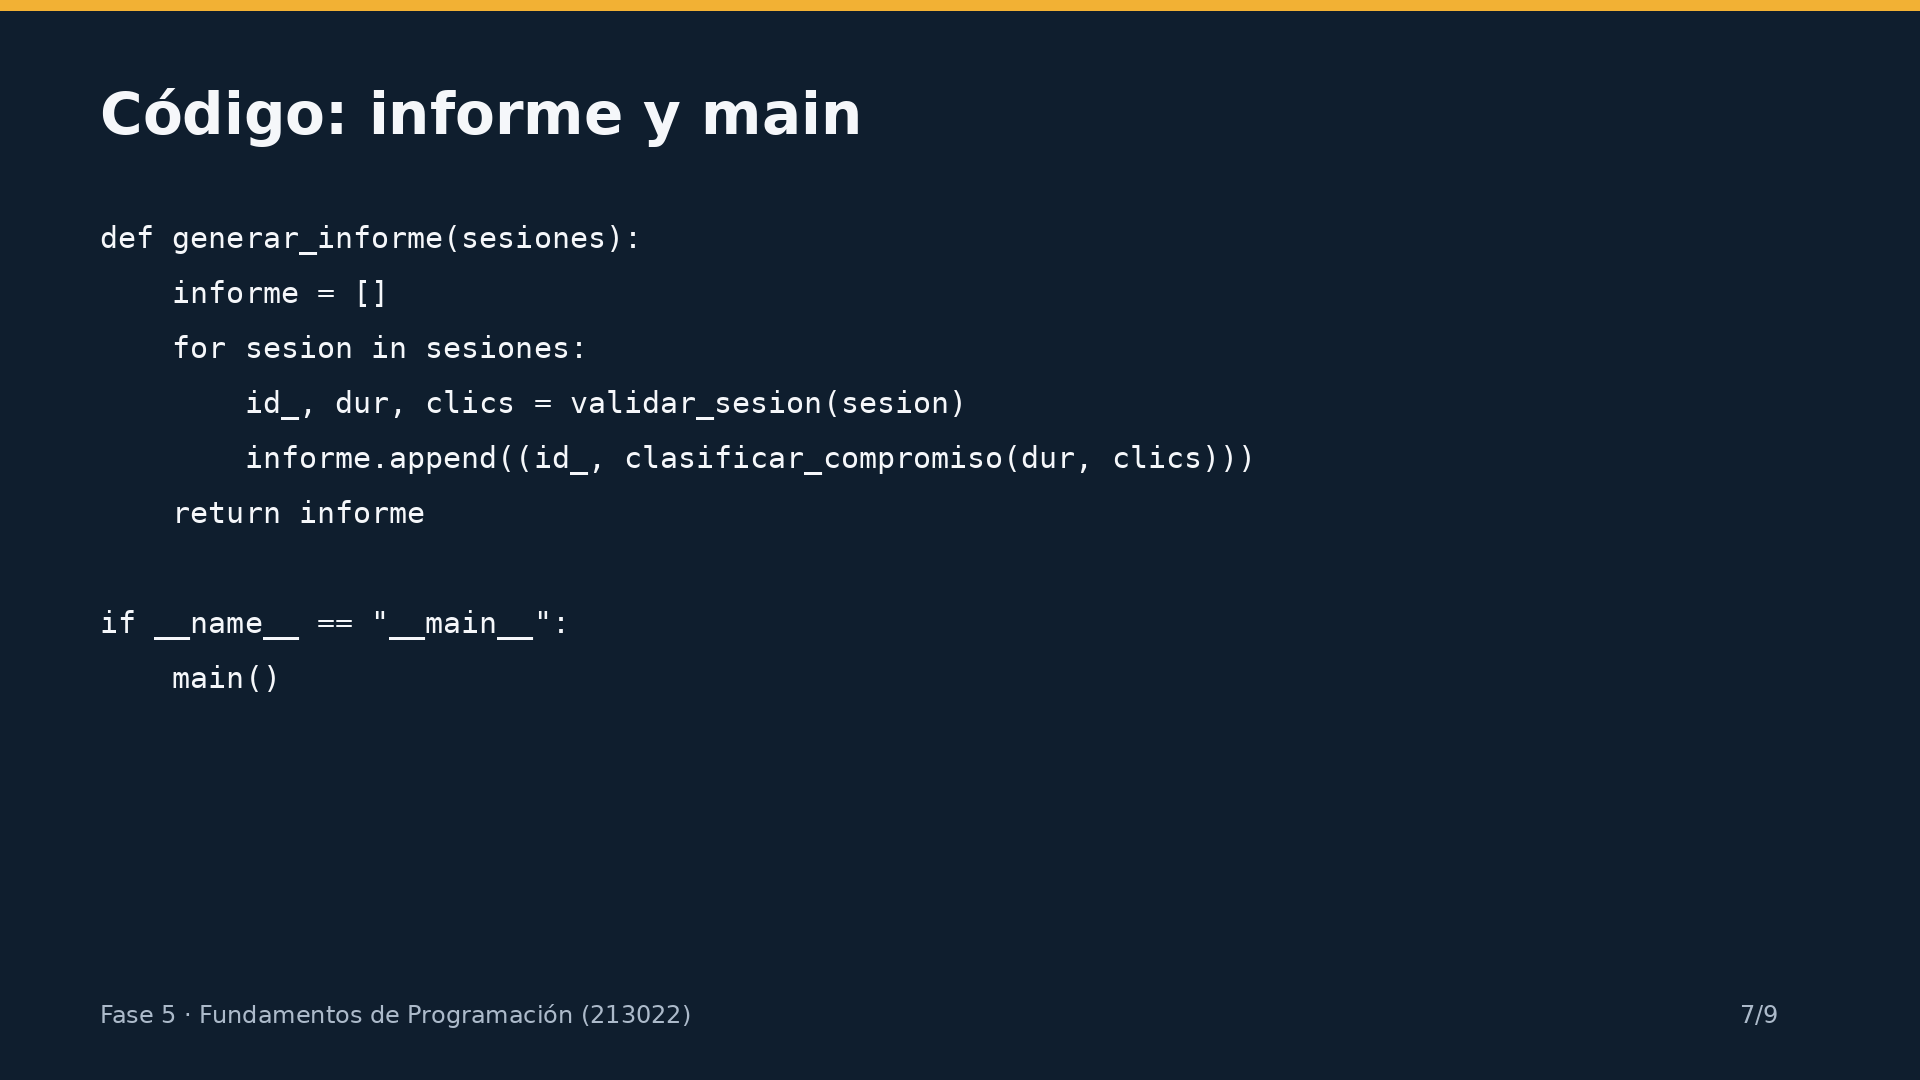 Código: informe y main
def generar_informe(sesiones):
    informe = []
    for sesion in sesiones:
        id_, dur, clics = validar_sesion(sesion)
        informe.append((id_, clasificar_compromiso(dur, clics)))
    return informe
if __name__ == "__main__":
    main()
Fase 5 · Fundamentos de Programación (213022)
7/9